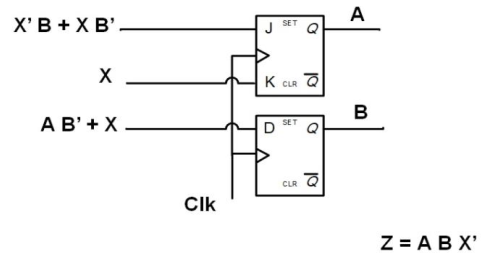 X' B + X B'
J SET Q
A
X
K CLR Q
A B' + X
D SET Q
B
CLR Q
Clk
Z = A B X'